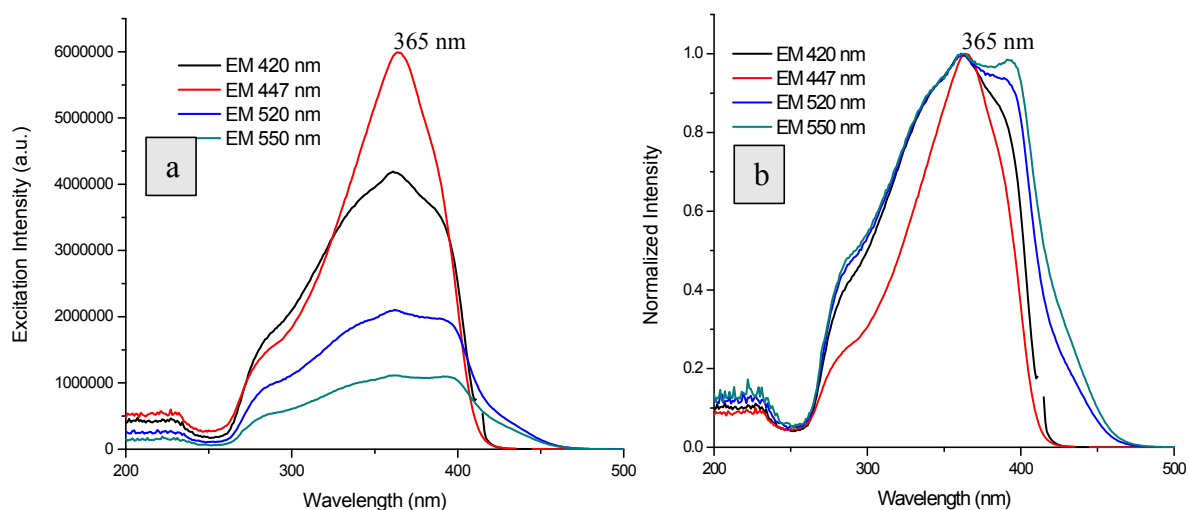 365 nm
EM 420 nm
EM 447 nm
EM 520 nm
EM 550 nm
a
Excitation Intensity (a.u.)
6000000
5000000
4000000
3000000
2000000
1000000
0
200
300
400
500
Wavelength (nm)
365 nm
EM 420 nm
EM 447 nm
EM 520 nm
EM 550 nm
b
Normalized Intensity
1.0
0.8
0.6
0.4
0.2
0.0
200
300
400
500
Wavelength (nm)